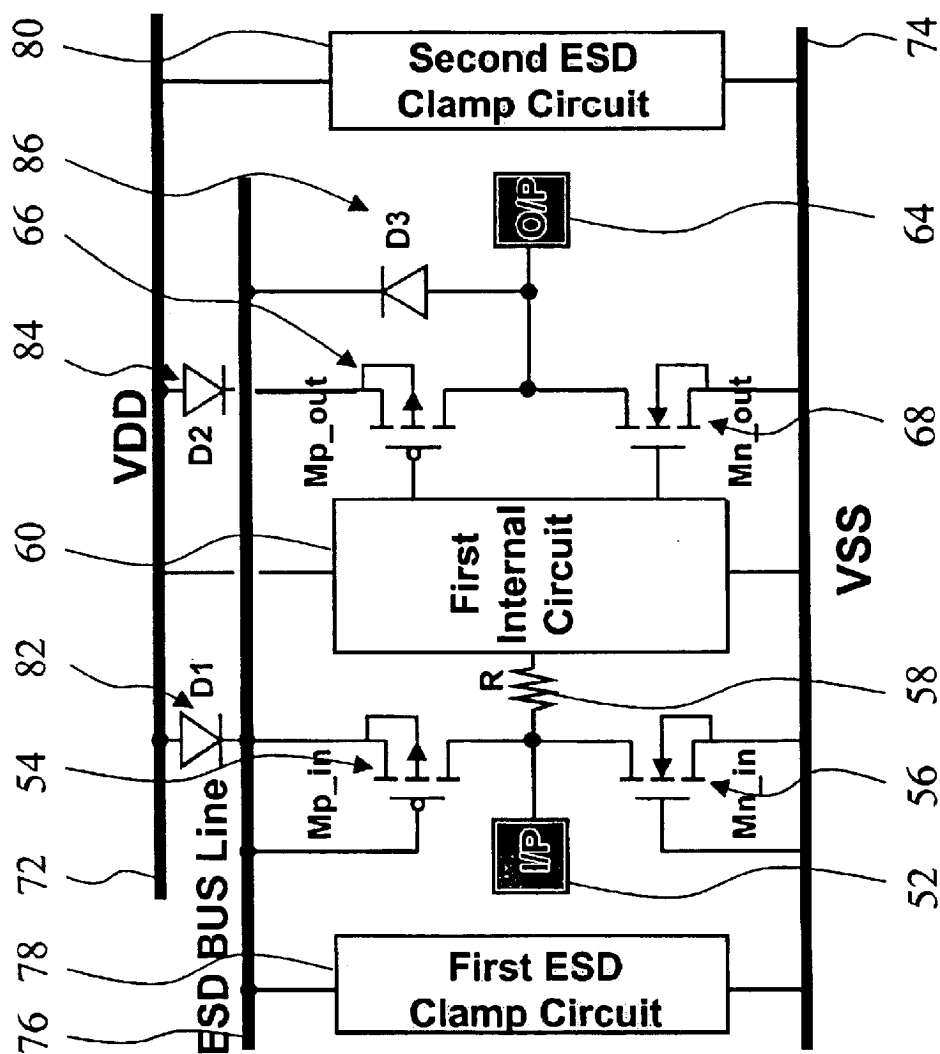 80
86
66
84
60
82
54
72
78
76
VDD
ESD BUS Line
D1
D2
D3
Second ESD
Clamp Circuit
Mp_out
O/P
First
Internal
Circuit
Mn_out
R
Mp_in
I/P
Mn_in
First ESD
Clamp Circuit
VSS
74
64
68
58
56
52